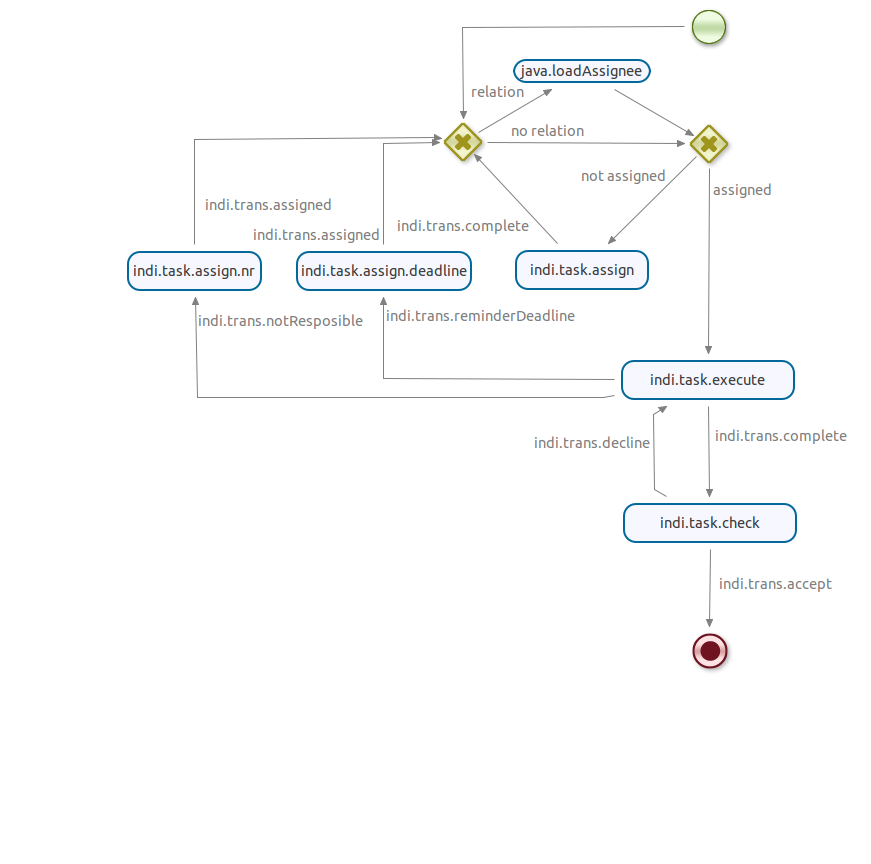 java.loadAssignee
relation
no relation
not assigned
assigned
indi.trans.assigned
indi.trans.assigned
indi.trans.complete
indi.task.assign.nr
indi.task.assign.deadline
indi.task.assign
indi.trans.notResposible
indi.trans.reminderDeadline
indi.task.execute
indi.trans.decline
indi.trans.complete
indi.task.check
indi.trans.accept